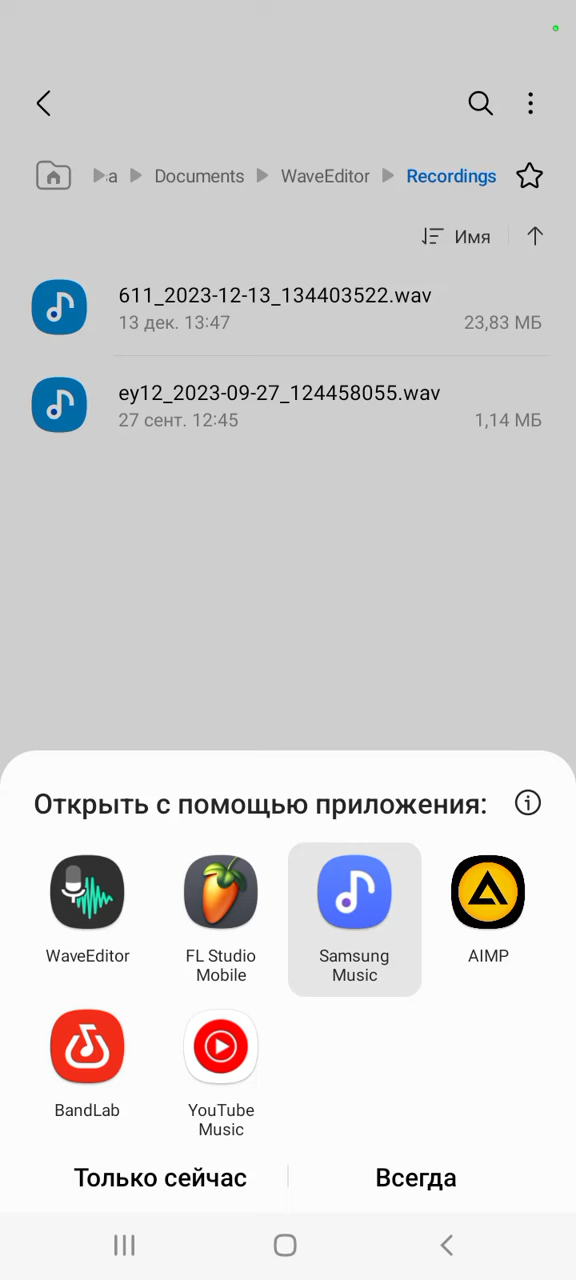 a Documents WaveEditor Recordings
Имя
611_2023-12-13_134403522.wav
13 дек. 13:47 23,83 МБ
ey12_2023-09-27_124458055.wav
27 сент. 12:45 1,14 МБ
Открыть с помощью приложения:
WaveEditor FL Studio Samsung AIMP
Mobile Music
BandLab YouTube
Music
Только сейчас Всегда